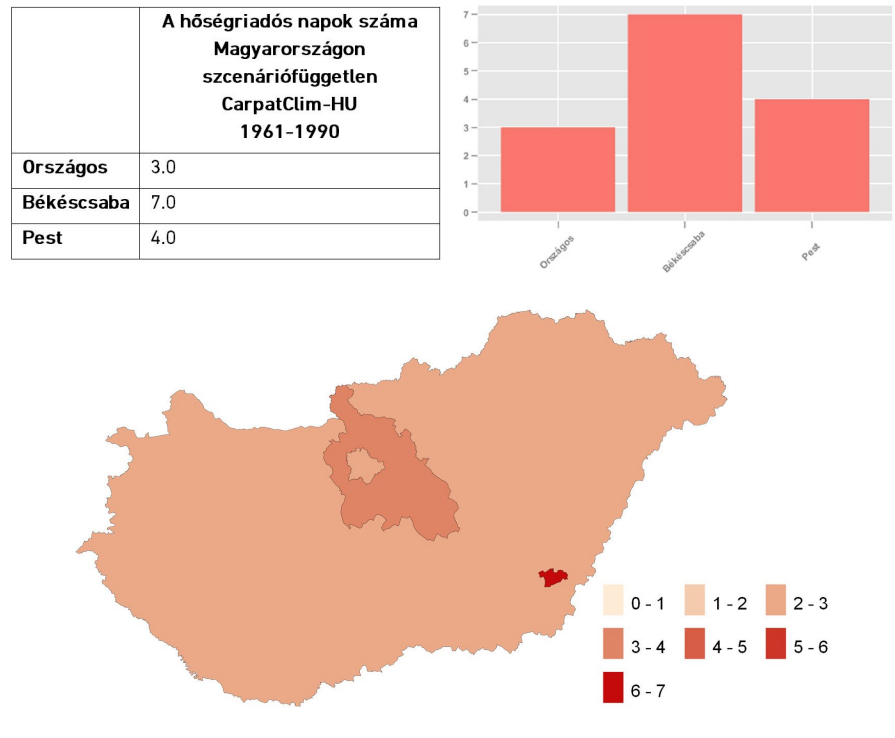 A hőségriadós napok száma
Magyarországon
szcenáriófüggetlen
CarpatClim-HU
1961-1990
Országos 3.0
Békéscsaba 7.0
Pest 4.0
7
6
5
4
3
2
1
0
Országos
Békéscsaba
Pest
0 - 1 1 - 2 2 - 3
3 - 4 4 - 5 5 - 6
6 - 7